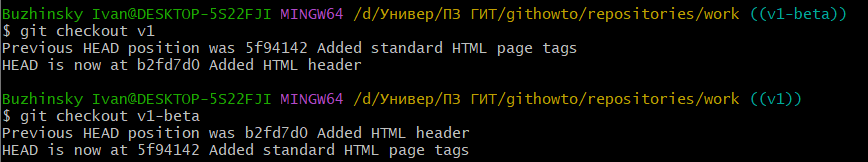 Buzhinsky Ivan@DESKTOP-5S22FJI MINGW64 /d/Универ/ПЗ ГИТ/githowto/repositories/work ((v1-beta))
$ git checkout v1
Previous HEAD position was 5f94142 Added standard HTML page tags
HEAD is now at b2fd7d0 Added HTML header
Buzhinsky Ivan@DESKTOP-5S22FJI MINGW64 /d/Универ/ПЗ ГИТ/githowto/repositories/work ((v1))
$ git checkout v1-beta
Previous HEAD position was b2fd7d0 Added HTML header
HEAD is now at 5f94142 Added standard HTML page tags